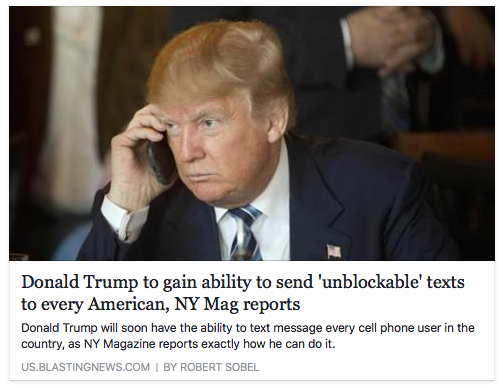 Donald Trump to gain ability to send 'unblockable' texts
to every American, NY Mag reports
Donald Trump will soon have the ability to text message every cell phone user in the
country, as NY Magazine reports exactly how he can do it.
US.BLASTINGNEWS.COM | BY ROBERT SOBEL